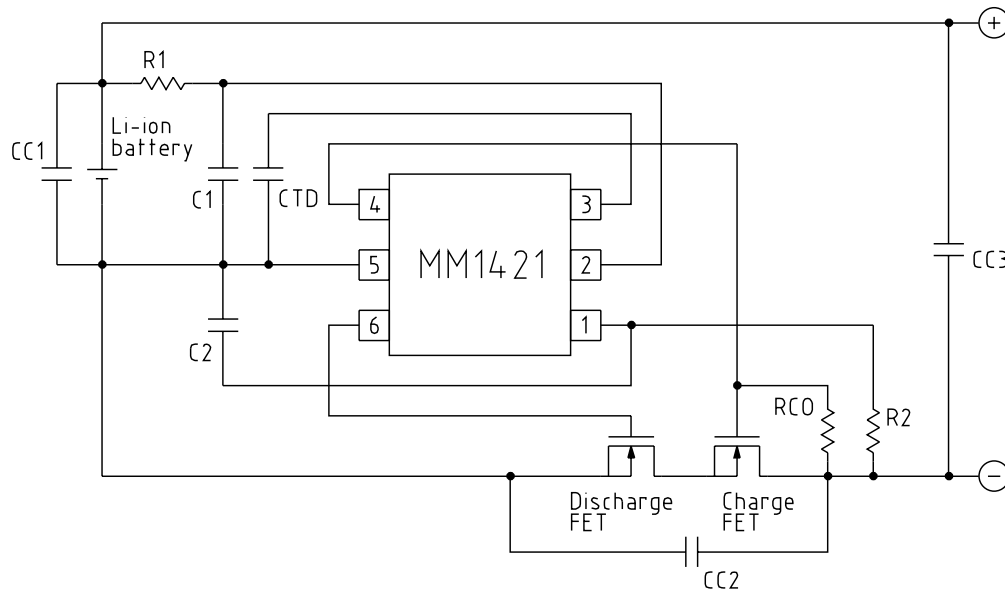 +
R1
Li-ion
battery
CC1
C1
CTD
4
3
MM1421
5
2
CC3
6
1
C2
RCO
R2
Discharge
FET
Charge
FET
−
CC2